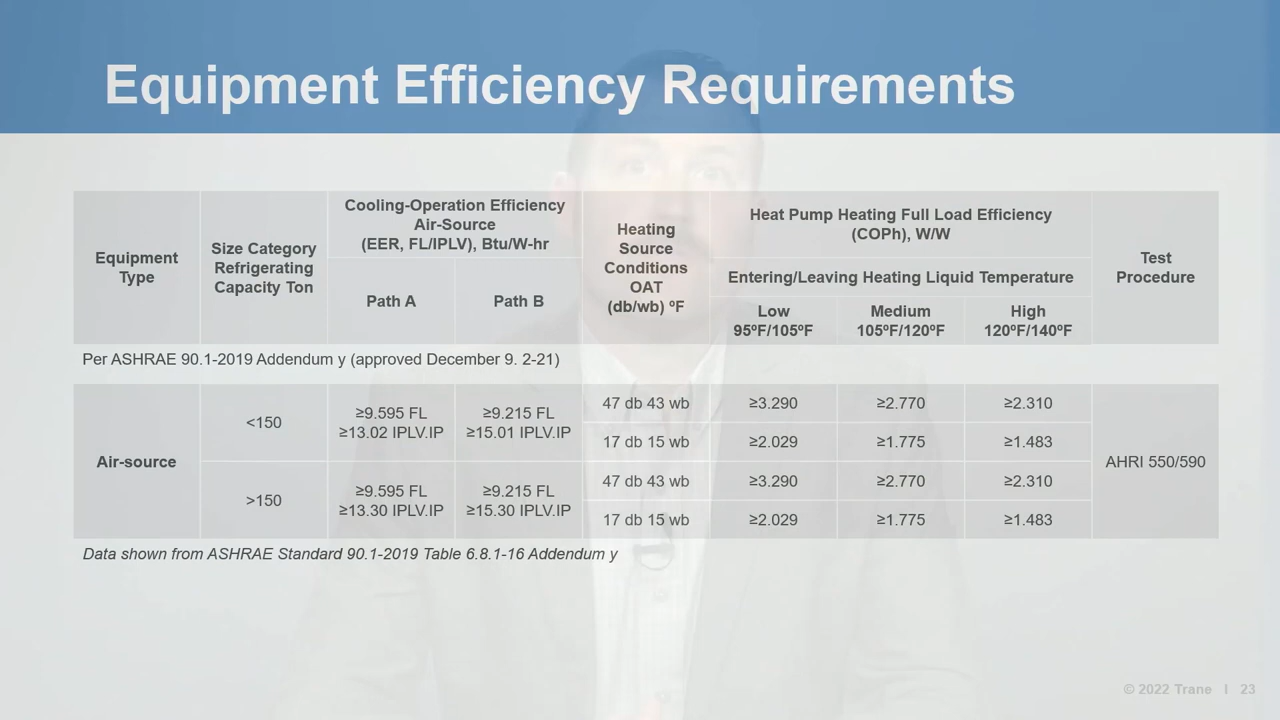 Equipment Efficiency Requirements
Equipment
Type
Size Category
Refrigerating
Capacity Ton
Cooling-Operation Efficiency
Air-Source
(EER, FL/IPLV), Btu/W-hr
Path A
Path B
Heating
Source
Conditions
OAT
(db/wb) ºF
Heat Pump Heating Full Load Efficiency
(COPh), W/W
Entering/Leaving Heating Liquid Temperature
Low
95ºF/105ºF
Medium
105ºF/120ºF
High
120ºF/140ºF
Test
Procedure
Per ASHRAE 90.1-2019 Addendum y (approved December 9. 2-21)
Air-source
<150
≥9.595 FL
≥13.02 IPLV.IP
≥9.215 FL
≥15.01 IPLV.IP
47 db 43 wb
≥3.290
≥2.770
≥2.310
17 db 15 wb
≥2.029
≥1.775
≥1.483
>150
≥9.595 FL
≥13.30 IPLV.IP
≥9.215 FL
≥15.30 IPLV.IP
47 db 43 wb
≥3.290
≥2.770
≥2.310
17 db 15 wb
≥2.029
≥1.775
≥1.483
AHRI 550/590
Data shown from ASHRAE Standard 90.1-2019 Table 6.8.1-16 Addendum y
© 2022 Trane I 23